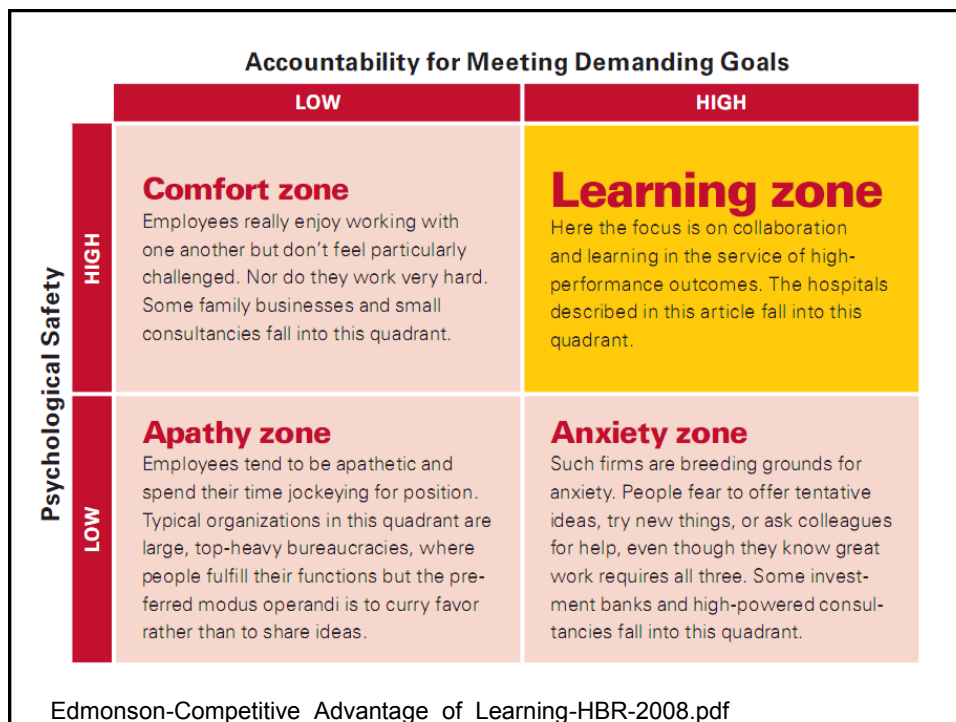 Accountability for Meeting Demanding Goals
LOW
HIGH
Psychological Safety
HIGH
Comfort zone
Employees really enjoy working with
one another but don't feel particularly
challenged. Nor do they work very hard.
Some family businesses and small
consultancies fall into this quadrant.
Learning zone
Here the focus is on collaboration
and learning in the service of high-
performance outcomes. The hospitals
described in this article fall into this
quadrant.
LOW
Apathy zone
Employees tend to be apathetic and
spend their time jockeying for position.
Typical organizations in this quadrant are
large, top-heavy bureaucracies, where
people fulfill their functions but the pre-
ferred modus operandi is to curry favor
rather than to share ideas.
Anxiety zone
Such firms are breeding grounds for
anxiety. People fear to offer tentative
ideas, try new things, or ask colleagues
for help, even though they know great
work requires all three. Some invest-
ment banks and high-powered consul-
tancies fall into this quadrant.
Edmonson-Competitive Advantage of Learning-HBR-2008.pdf